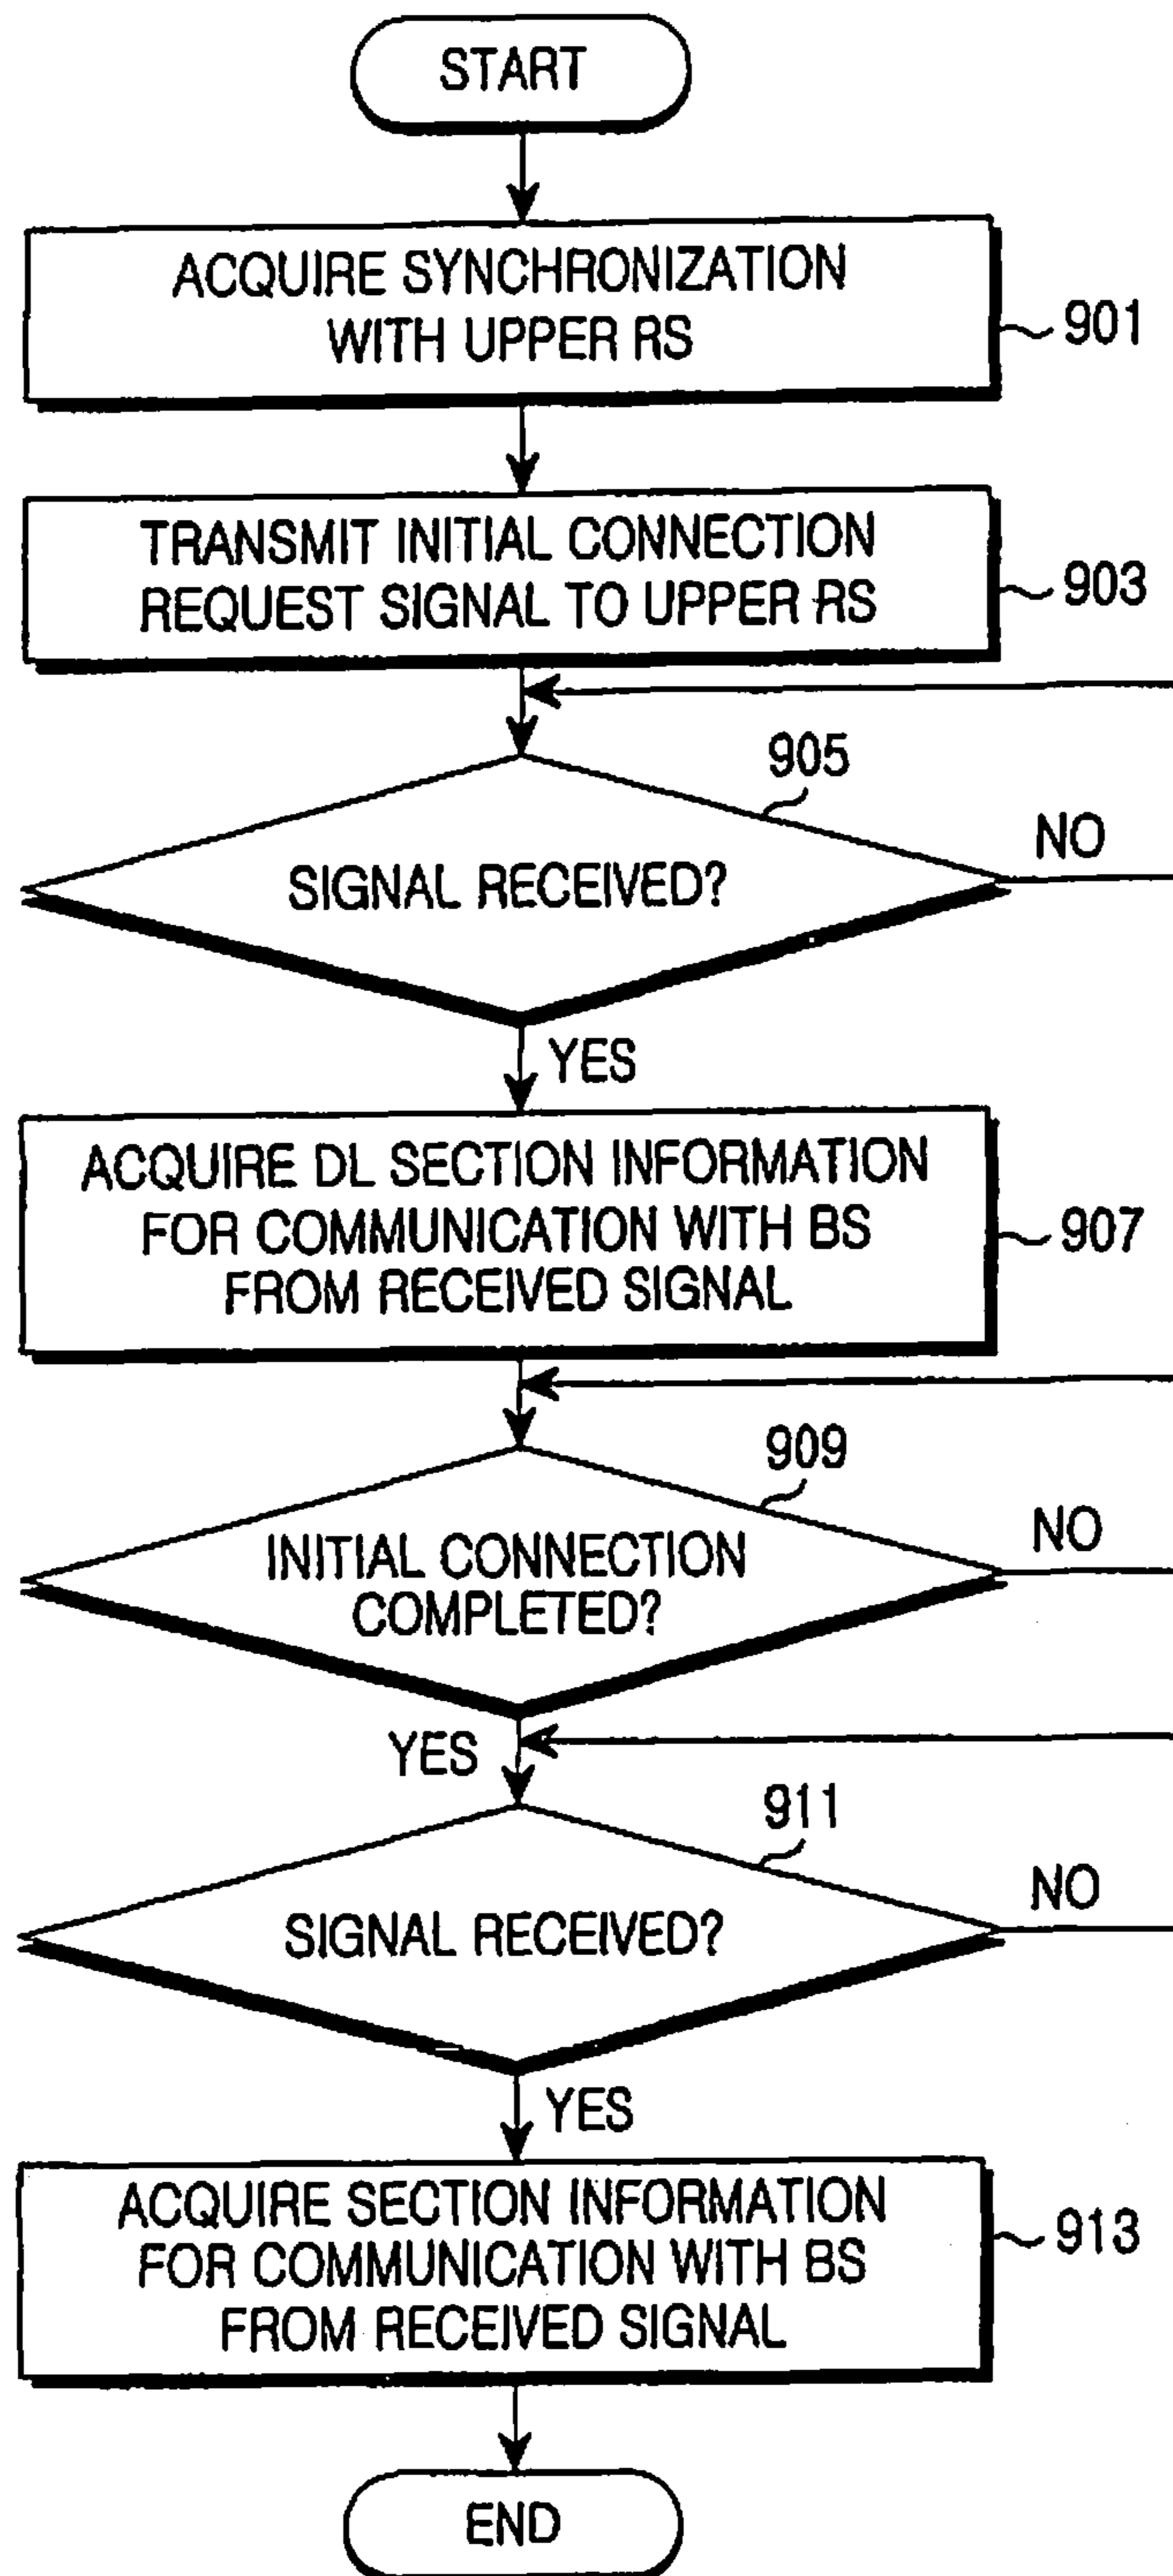 START
ACQUIRE SYNCHRONIZATION
WITH UPPER RS
901
TRANSMIT INITIAL CONNECTION
REQUEST SIGNAL TO UPPER RS
903
905
SIGNAL RECEIVED?
NO
YES
ACQUIRE DL SECTION INFORMATION
FOR COMMUNICATION WITH BS
FROM RECEIVED SIGNAL
907
909
INITIAL CONNECTION
COMPLETED?
NO
YES
911
SIGNAL RECEIVED?
NO
YES
ACQUIRE SECTION INFORMATION
FOR COMMUNICATION WITH BS
FROM RECEIVED SIGNAL
913
END